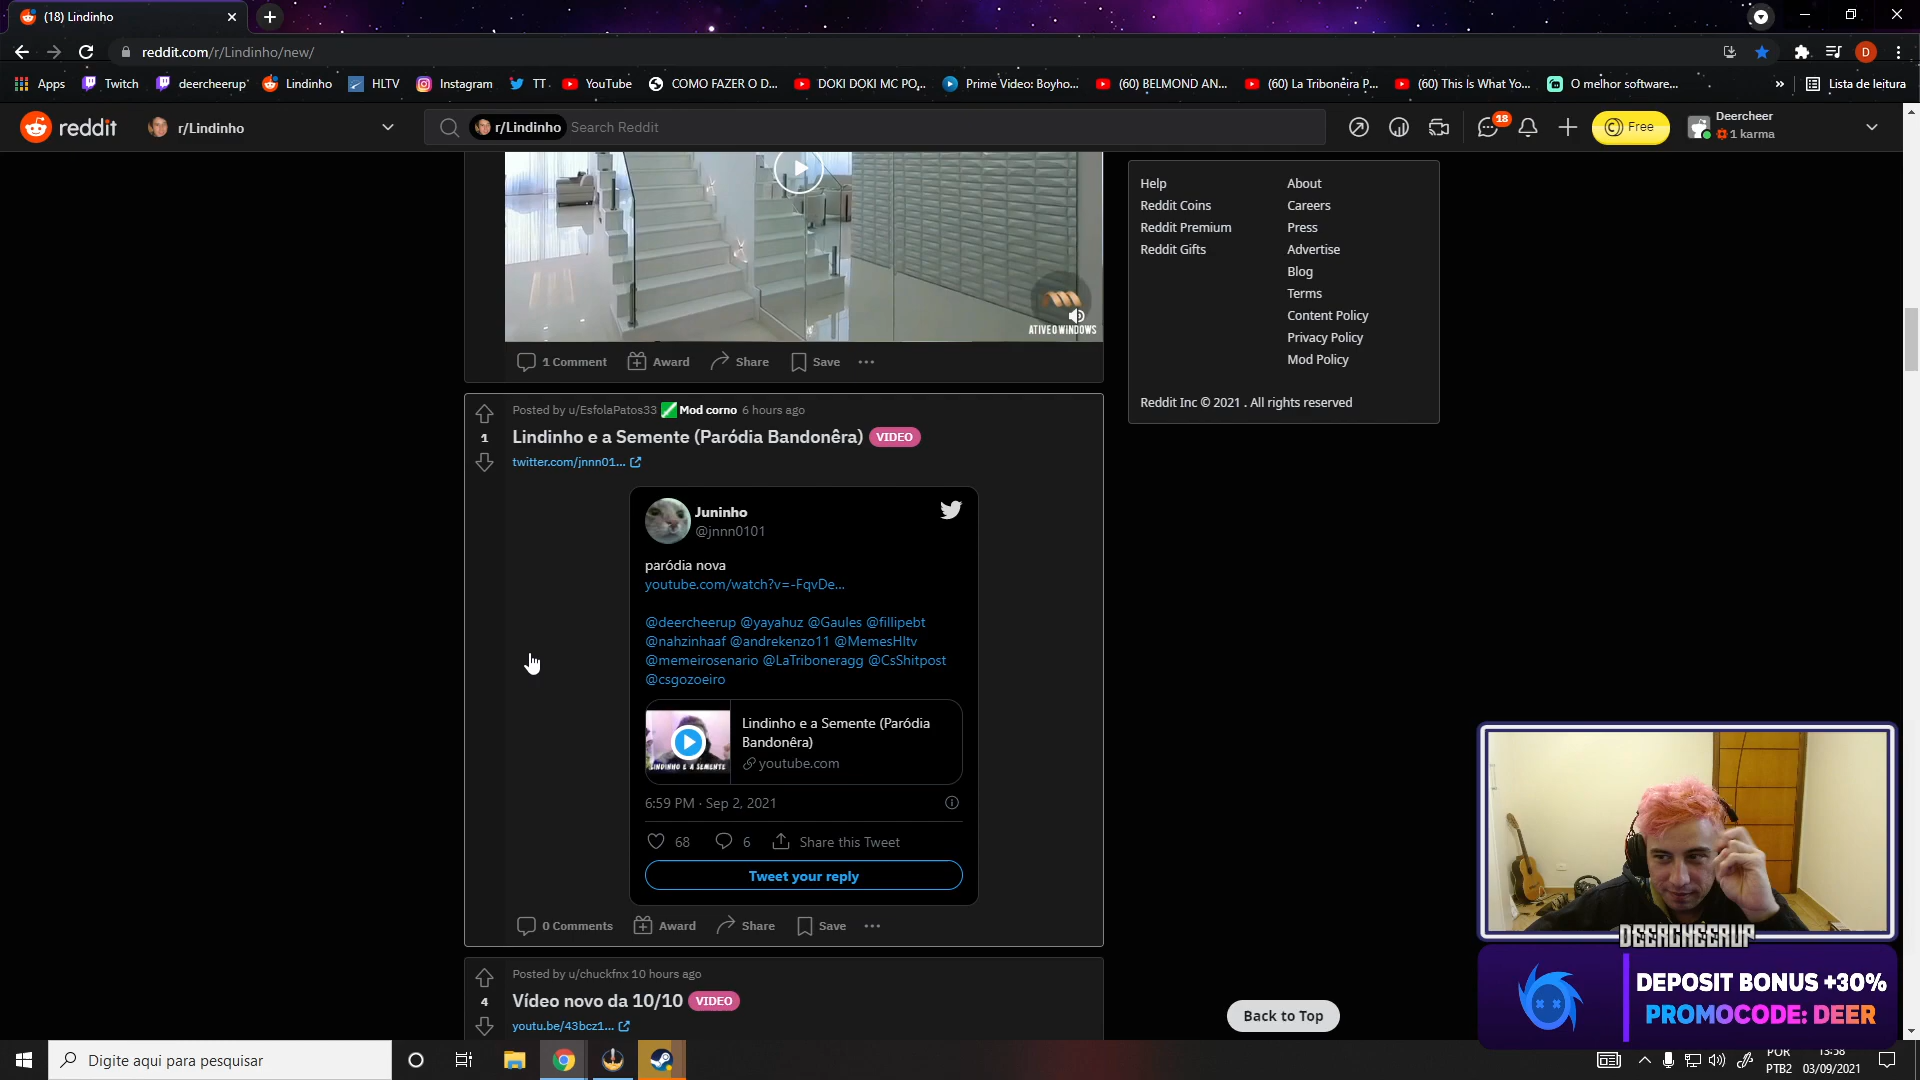 (18) Lindinho
reddit.com/r/Lindinho/new/
Apps Twitch deercheerup Lindinho HLTV Instagram TT YouTube COMO FAZER O D... DOKI DOKI MC PO... Prime Video: Boyho... (60) BELMOND AN... (60) La Triboneira P... (60) This Is What Yo... O melhor software... » Lista de leitura
reddit r/Lindinho r/Lindinho Search Reddit 18 Free Deercheer
1 karma
ATIVE O WINDOWS
1 Comment Award Share Save
Help About
Reddit Coins Careers
Reddit Premium Press
Reddit Gifts Advertise
Blog
Terms
Content Policy
Privacy Policy
Mod Policy
Reddit Inc © 2021 . All rights reserved
Posted by u/EsfolaPatos33 Mod corno 6 hours ago
1 Lindinho e a Semente (Paródia Bandonêra) VIDEO
twitter.com/jnnn01...
Juninho
@jnnn0101
paródia nova
youtube.com/watch?v=-FqvDe...
@deercheerup @yayahuz @Gaules @fillipebt
@nahzinhaaf @andrekenzo11 @MemesHltv
@memeirosenario @LaTriboneragg @CsShitpost
@csgozoeiro
LINDINHO E A SEMENTE
Lindinho e a Semente (Paródia
Bandonêra)
youtube.com
6:59 PM · Sep 2, 2021
68 6 Share this Tweet
Tweet your reply
0 Comments Award Share Save
Posted by u/chuckfnx 10 hours ago
4 Vídeo novo da 10/10 VIDEO
youtu.be/43bcz1...
Back to Top
DEERCHEERUP
DEPOSIT BONUS +30%
PROMOCODE: DEER
Digite aqui para pesquisar
POR 13:58
PTB2 03/09/2021